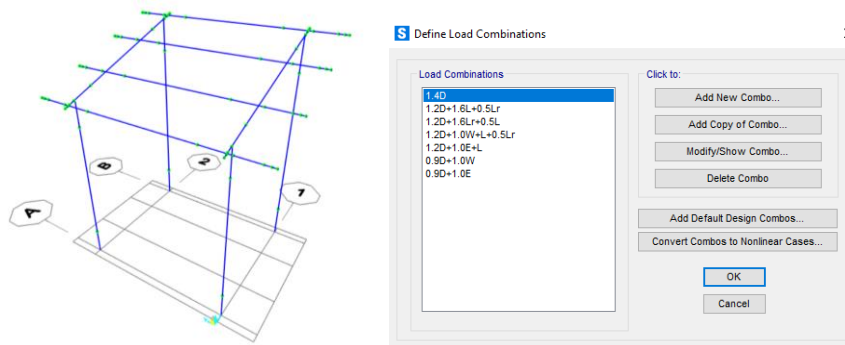 B
2
A
1
S Define Load Combinations
Load Combinations
1.4D
1.2D+1.6L+0.5Lr
1.2D+1.6Lr+0.5L
1.2D+1.0W+L+0.5Lr
1.2D+1.0E+L
0.9D+1.0W
0.9D+1.0E
Click to:
Add New Combo...
Add Copy of Combo...
Modify/Show Combo...
Delete Combo
Add Default Design Combos...
Convert Combos to Nonlinear Cases...
OK
Cancel